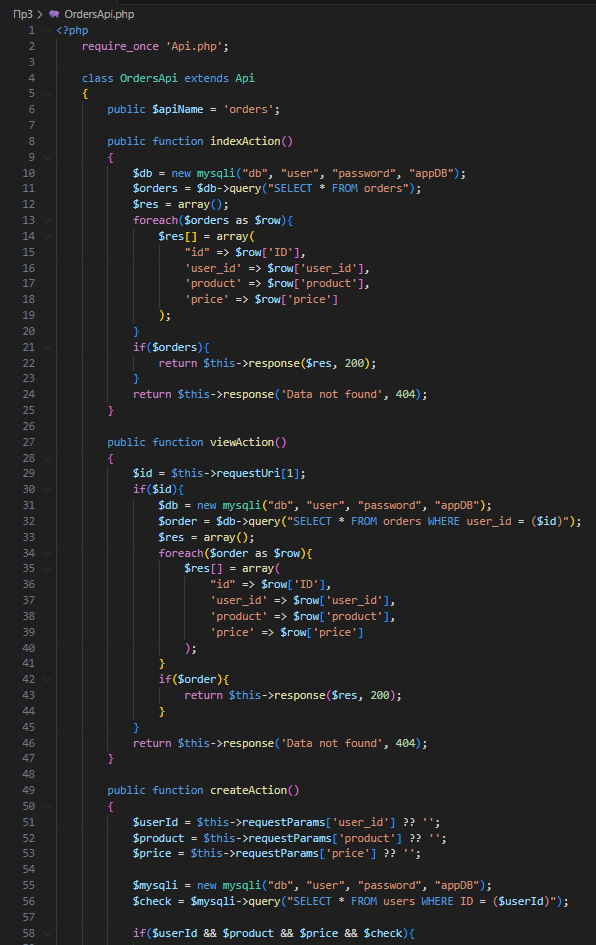 Пр3 > OrdersApi.php
1 <?php
2 require_once 'Api.php';
3
4 class OrdersApi extends Api
5 {
6 public $apiName = 'orders';
7
8 public function indexAction()
9 {
10 $db = new mysqli("db", "user", "password", "appDB");
11 $orders = $db->query("SELECT * FROM orders");
12 $res = array();
13 foreach($orders as $row){
14 $res[] = array(
15 "id" => $row['ID'],
16 'user_id' => $row['user_id'],
17 'product' => $row['product'],
18 'price' => $row['price']
19 );
20 }
21 if($orders){
22 return $this->response($res, 200);
23 }
24 return $this->response('Data not found', 404);
25 }
26
27 public function viewAction()
28 {
29 $id = $this->requestUri[1];
30 if($id){
31 $db = new mysqli("db", "user", "password", "appDB");
32 $order = $db->query("SELECT * FROM orders WHERE user_id = ($id)");
33 $res = array();
34 foreach($order as $row){
35 $res[] = array(
36 "id" => $row['ID'],
37 'user_id' => $row['user_id'],
38 'product' => $row['product'],
39 'price' => $row['price']
40 );
41 }
42 if($order){
43 return $this->response($res, 200);
44 }
45 }
46 return $this->response('Data not found', 404);
47 }
48
49 public function createAction()
50 {
51 $userId = $this->requestParams['user_id'] ?? '';
52 $product = $this->requestParams['product'] ?? '';
53 $price = $this->requestParams['price'] ?? '';
54
55 $mysqli = new mysqli("db", "user", "password", "appDB");
56 $check = $mysqli->query("SELECT * FROM users WHERE ID = ($userId)");
57
58 if($userId && $product && $price && $check){